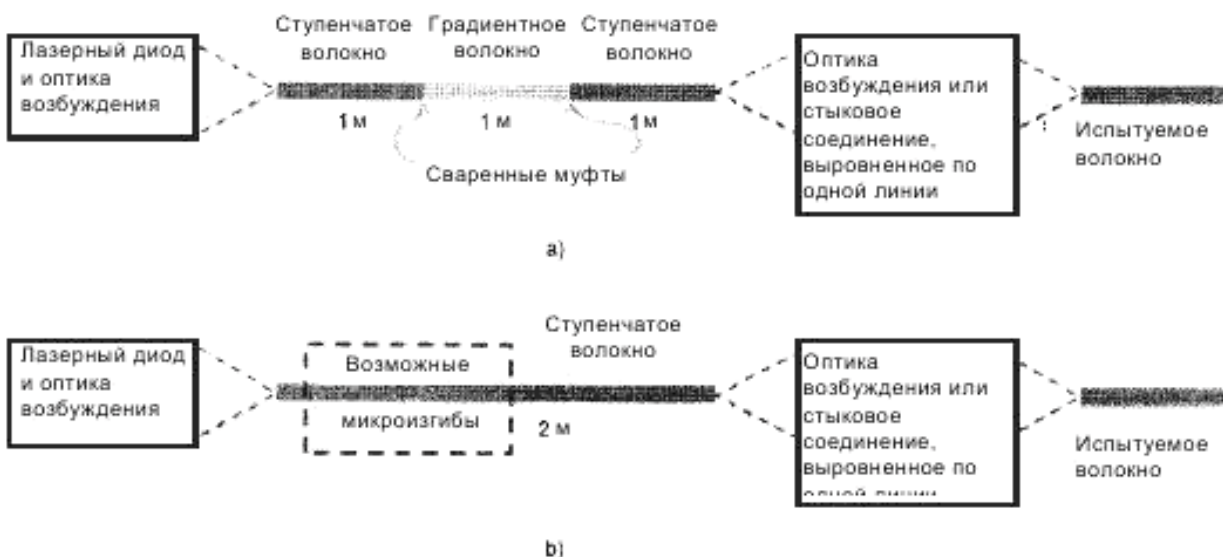 Ступенчатое волокно
Градиентное волокно
Ступенчатое волокно
Лазерный диод
и оптика
возбуждения
1 м
1 м
1 м
Сваренные муфты
Оптика
возбуждения или
стыковое
соединение,
выровненное по
одной линии
Испытуемое
волокно
a)
Ступенчатое
волокно
Лазерный диод
и оптика
возбуждения
Возможные
микроизгибы
2 м
Оптика
возбуждения или
стыковое
соединение,
выровненное по
Испытуемое
волокно
b)